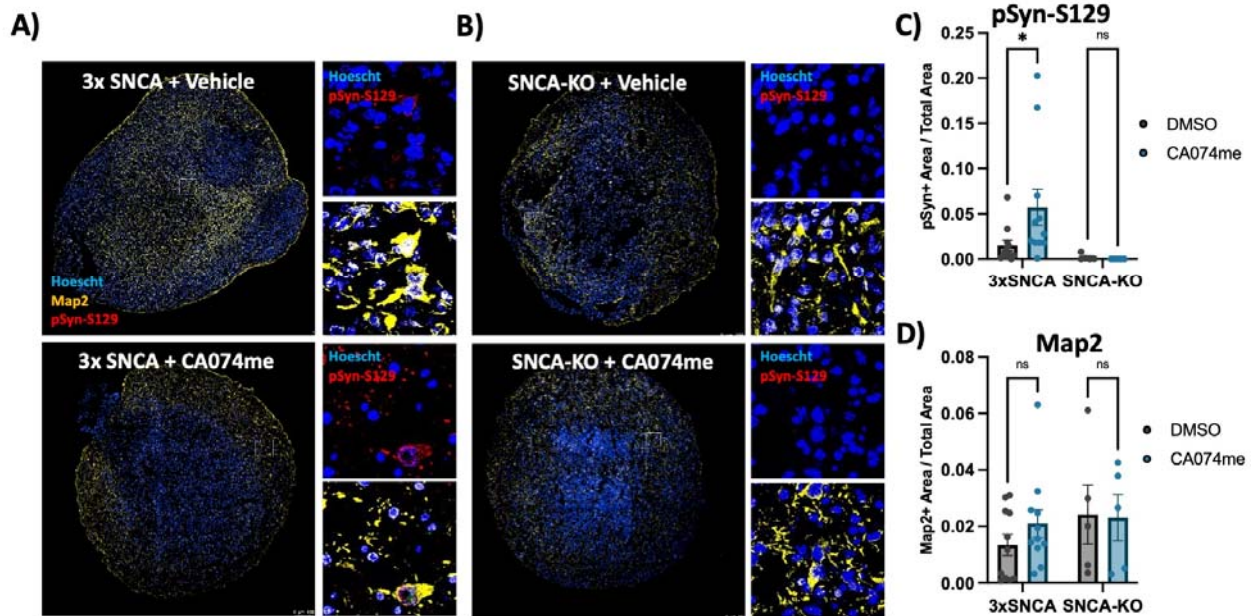 A)
3x SNCA + Vehicle
Hoescht
Map2
pSyn-S129
Hoescht
pSyn-S129
3x SNCA + CA074me
Hoescht
pSyn-S129
B)
SNCA-KO + Vehicle
Hoescht
pSyn-S129
SNCA-KO + CA074me
Hoescht
pSyn-S129
C)
pSyn-S129
pSyn+ Area / Total Area
0.25
0.20
0.15
0.10
0.05
0.00
*
ns
3xSNCA
SNCA-KO
DMSO
CA074me
D)
Map2
Map2+ Area / Total Area
0.08
0.06
0.04
0.02
0.00
ns
ns
3xSNCA
SNCA-KO
DMSO
CA074me